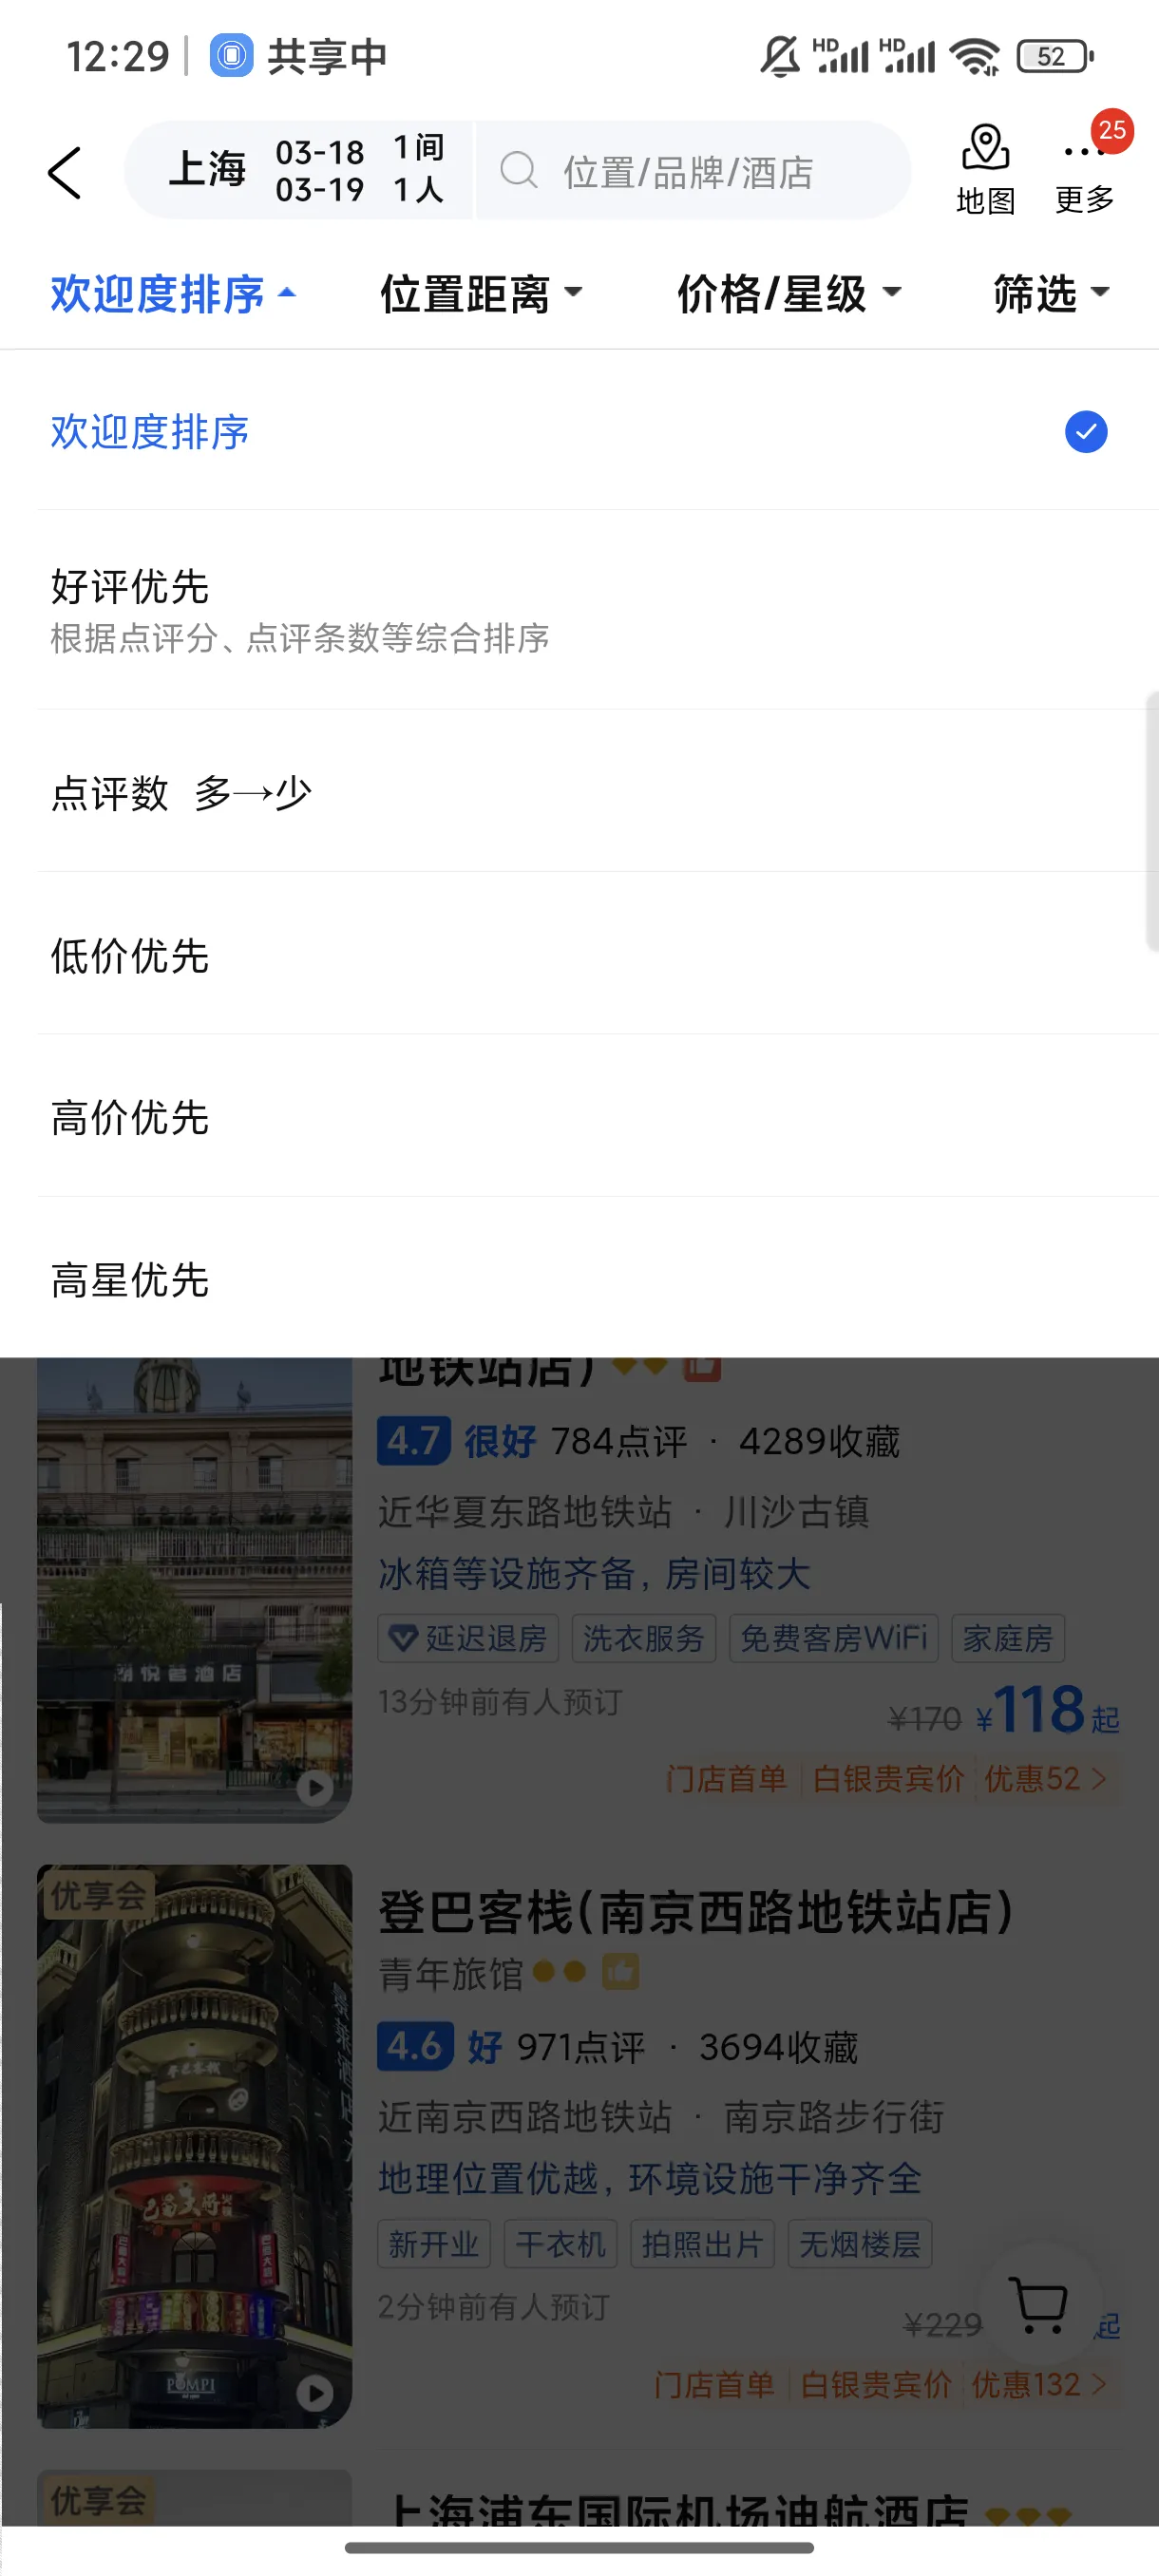 12:29 共享中 HD HD 52
上海 03-18 1间 位置/品牌/酒店 25
03-19 1人 地图 更多
欢迎度排序 位置距离 价格/星级 筛选
欢迎度排序
好评优先
根据点评分、点评条数等综合排序
点评数 多→少
低价优先
高价优先
高星优先
地铁站店)
4.7 很好 784点评 · 4289收藏
近华夏东路地铁站 · 川沙古镇
冰箱等设施齐备, 房间较大
延迟退房 洗衣服务 免费客房WiFi 家庭房
13分钟前有人预订
¥170 ¥118起
门店首单 白银贵宾价 优惠52 >
优享会
登巴客栈(南京西路地铁站店)
青年旅馆
4.6 好 971点评 · 3694收藏
近南京西路地铁站 · 南京路步行街
地理位置优越, 环境设施干净齐全
新开业 干衣机 拍照出片 无烟楼层
2分钟前有人预订
¥229 起
门店首单 白银贵宾价 优惠132 >
POMPI
优享会
上海浦东国际机场迪航酒店